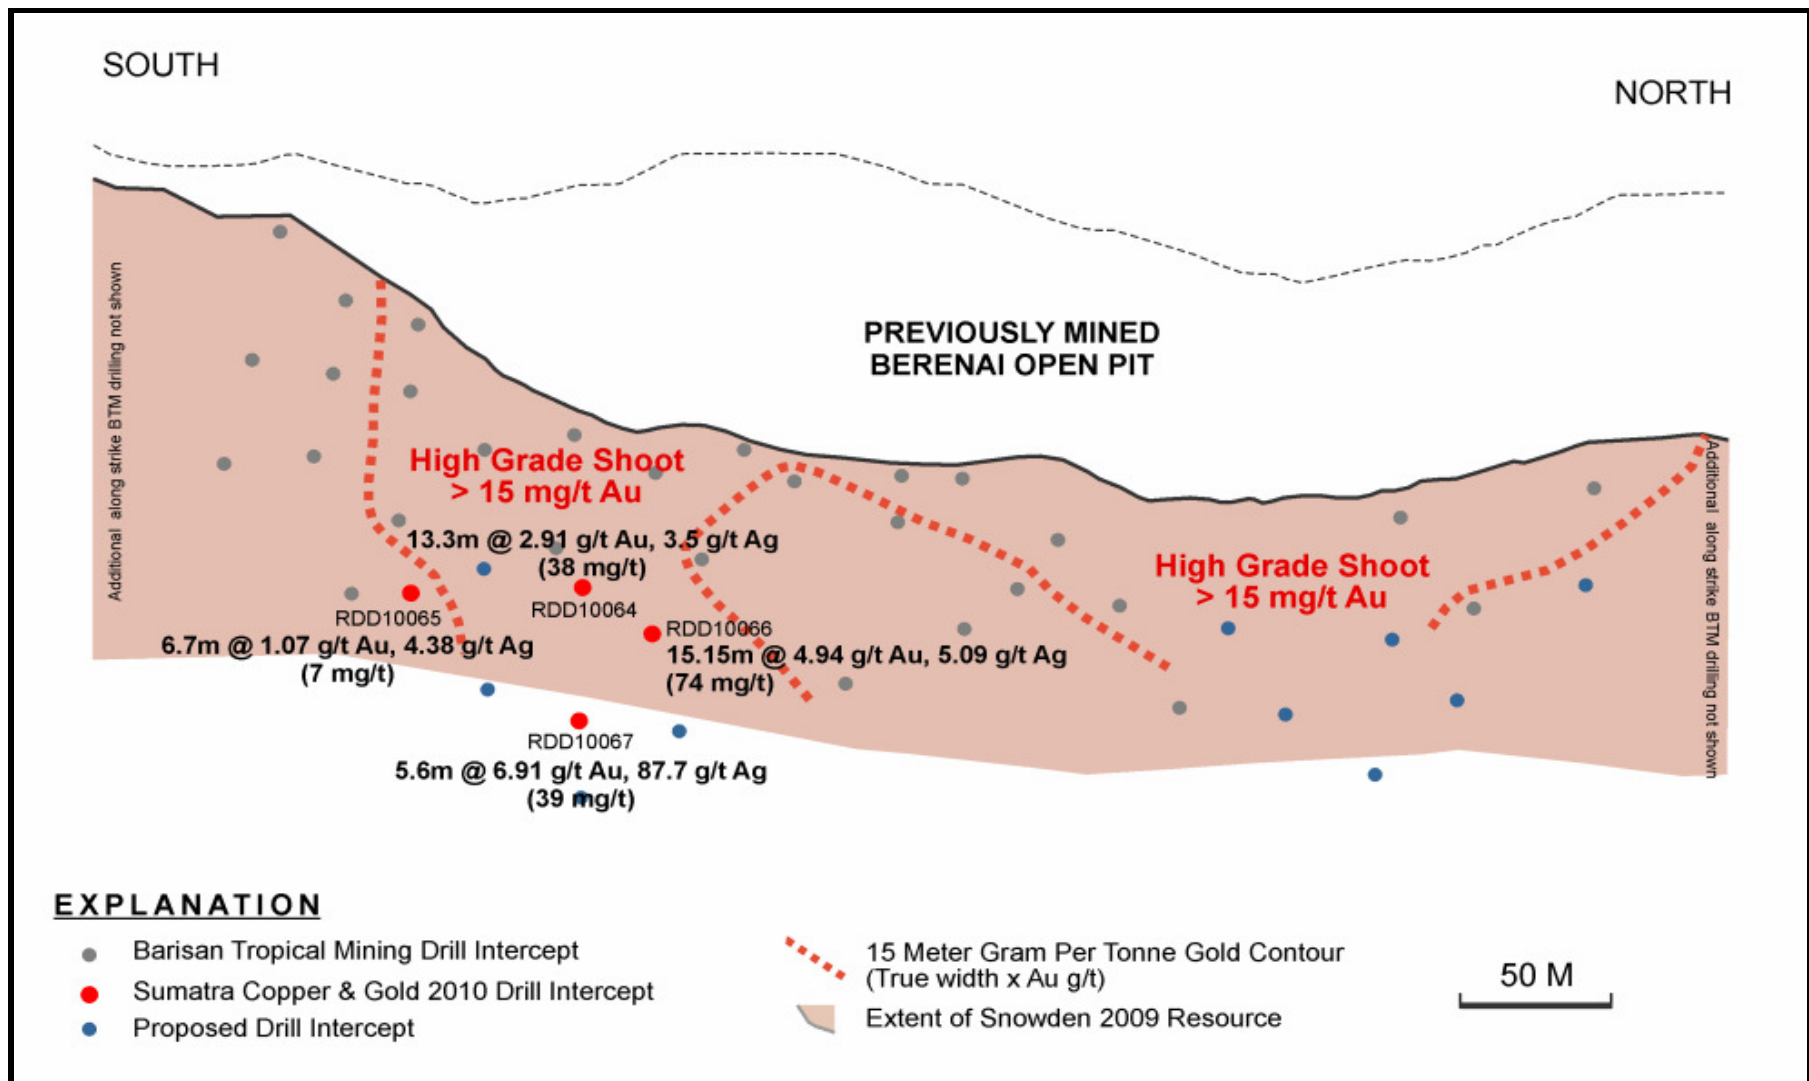 SOUTH
NORTH
PREVIOUSLY MINED
BERENAI OPEN PIT
Additional along strike BTM drilling not shown
High Grade Shoot
> 15 mg/t Au
13.3m @ 2.91 g/t Au, 3.5 g/t Ag
(38 mg/t)
RDD10064
RDD10065
6.7m @ 1.07 g/t Au, 4.38 g/t Ag
(7 mg/t)
RDD10066
15.15m @ 4.94 g/t Au, 5.09 g/t Ag
(74 mg/t)
RDD10067
5.6m @ 6.91 g/t Au, 87.7 g/t Ag
(39 mg/t)
High Grade Shoot
> 15 mg/t Au
Additional along strike BTM drilling not shown
EXPLANATION
Barisan Tropical Mining Drill Intercept
Sumatra Copper & Gold 2010 Drill Intercept
Proposed Drill Intercept
15 Meter Gram Per Tonne Gold Contour
(True width x Au g/t)
Extent of Snowden 2009 Resource
50 M